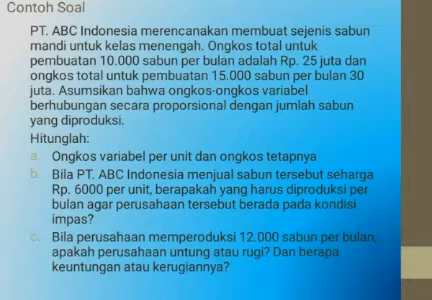 Contoh Soal
PT. ABC Indonesia merencanakan membuat sejenis sabun
mandi untuk kelas menengah. Ongkos total untuk
pembuatan 10.000 sabun per bulan adalah Rp. 25 juta dan
ongkos total untuk pembuatan 15.000 sabun per bulan 30
juta. Asumsikan bahwa ongkos-ongkos variabel
berhubungan secara proporsional dengan jumlah sabun
yang diproduksi.
Hitunglah:
a. Ongkos variabel per unit dan ongkos tetapnya
b. Bila PT. ABC Indonesia menjual sabun tersebut seharga
Rp. 6000 per unit, berapakah yang harus diproduksi per
bulan agar perusahaan tersebut berada pada kondisi
impas?
c. Bila perusahaan memperoduksi 12.000 sabun per bulan,
apakah perusahaan untung atau rugi? Dan berapa
keuntungan atau kerugiannya?